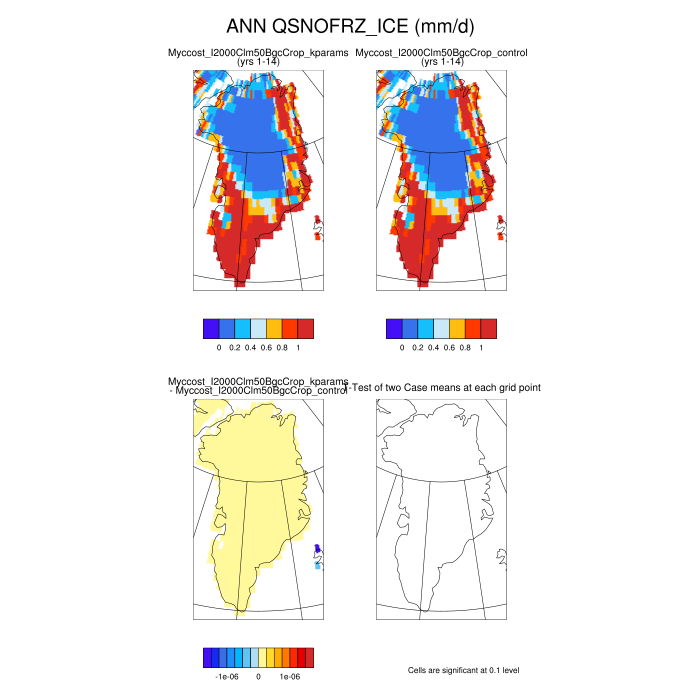 ANN QSNOFRZ_ICE (mm/d)
Myccost_I2000Clm50BgcCrop_kparams
(yrs 1-14)
Myccost_I2000Clm50BgcCrop_control
(yrs 1-14)
0 0.2 0.4 0.6 0.8 1
0 0.2 0.4 0.6 0.8 1
Myccost_I2000Clm50BgcCrop_kparams
- Myccost_I2000Clm50BgcCrop_control
T-Test of two Case means at each grid point
-1e-06 0 1e-06
Cells are significant at 0.1 level